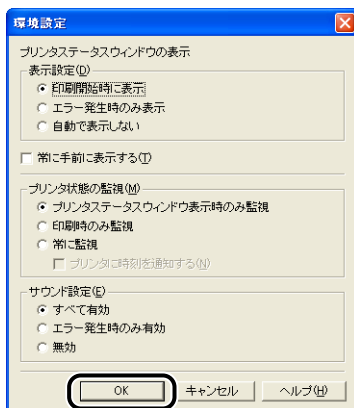 環境設定
プリンタステータスウィンドウの表示
表示設定(D)
印刷開始時に表示
エラー発生時のみ表示
自動で表示しない
常に手前に表示する(T)
プリンタ状態の監視(M)
プリンタステータスウィンドウ表示時のみ監視
印刷時のみ監視
常に監視
プリンタに時刻を通知する(N)
サウンド設定(E)
すべて有効
エラー発生時のみ有効
無効
OK キャンセル ヘルプ(H)